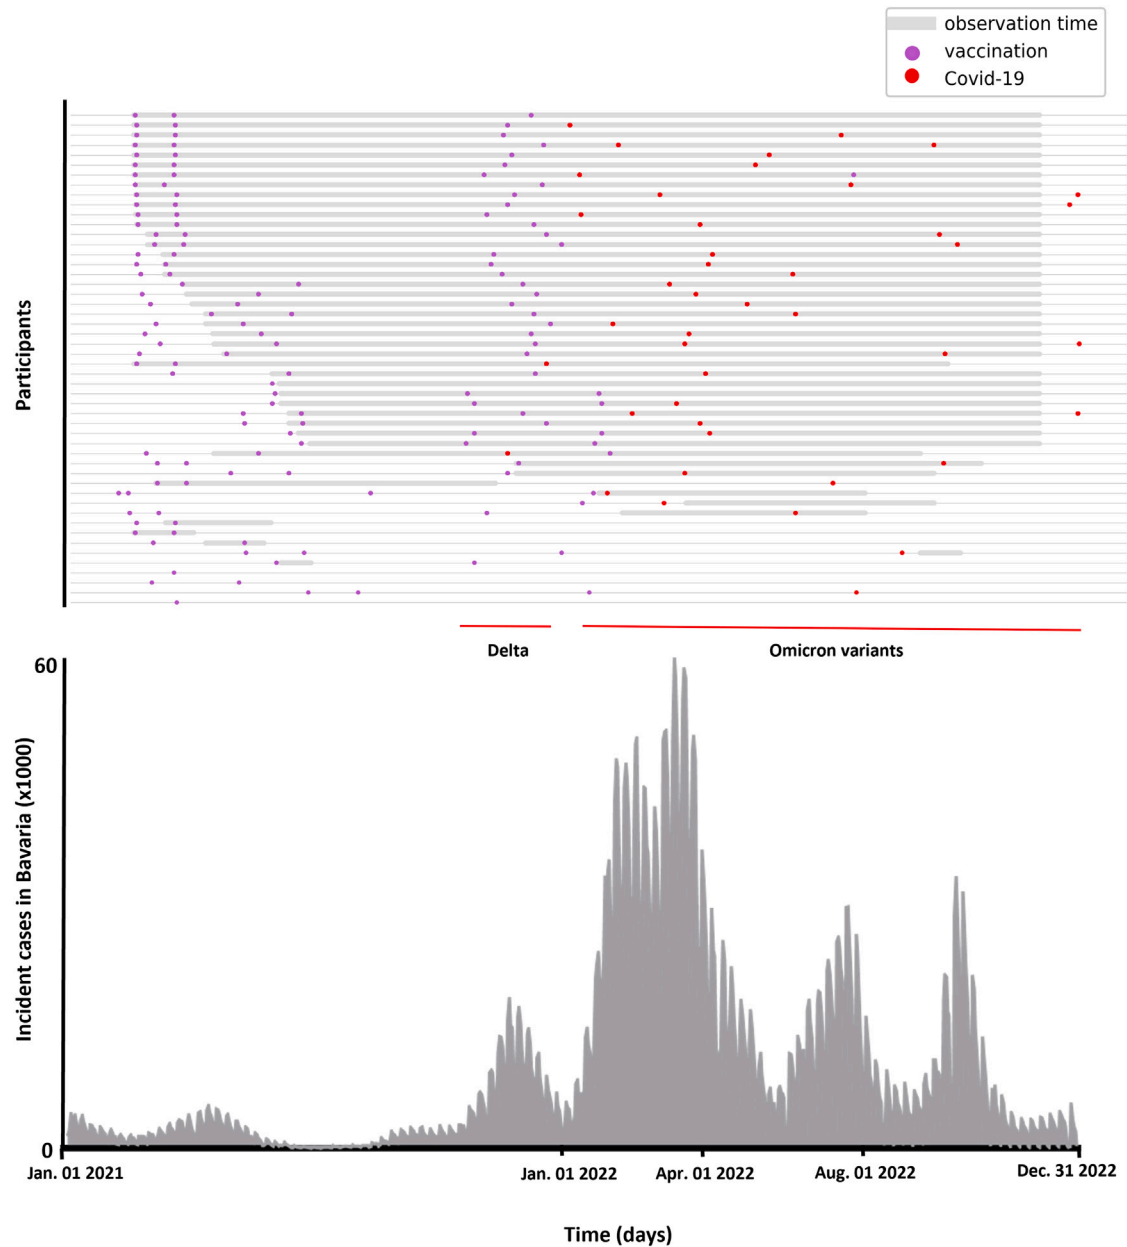 observation time
vaccination
Covid-19
Participants
Delta
Omicron variants
60
Incident cases in Bavaria (x1000)
0
Jan. 01 2021
Jan. 01 2022
Apr. 01 2022
Aug. 01 2022
Dec. 31 2022
Time (days)